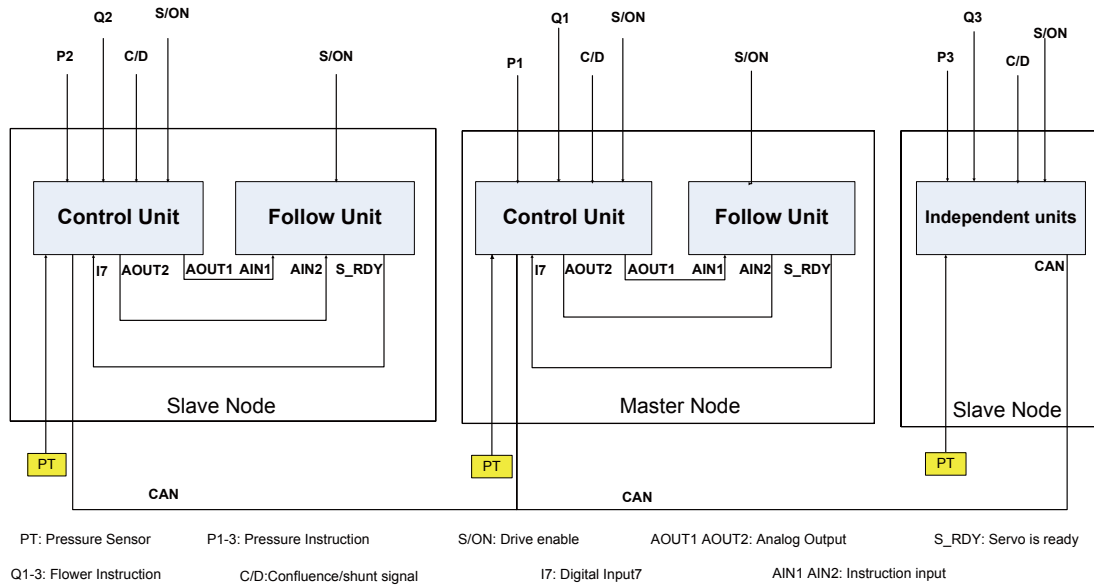 Q2 S/ON Q1 S/ON Q3
P2 C/D S/ON P1 C/D S/ON P3 C/D S/ON
Control Unit Follow Unit Control Unit Follow Unit Independent units
I7 AOUT2 AOUT1 AIN1 AIN2 S_RDY I7 AOUT2 AOUT1 AIN1 AIN2 S_RDY CAN
Slave Node Master Node Slave Node
PT PT PT
CAN CAN
PT: Pressure Sensor P1-3: Pressure Instruction S/ON: Drive enable AOUT1 AOUT2: Analog Output S_RDY: Servo is ready
Q1-3: Flower Instruction C/D:Confluence/shunt signal I7: Digital Input7 AIN1 AIN2: Instruction input